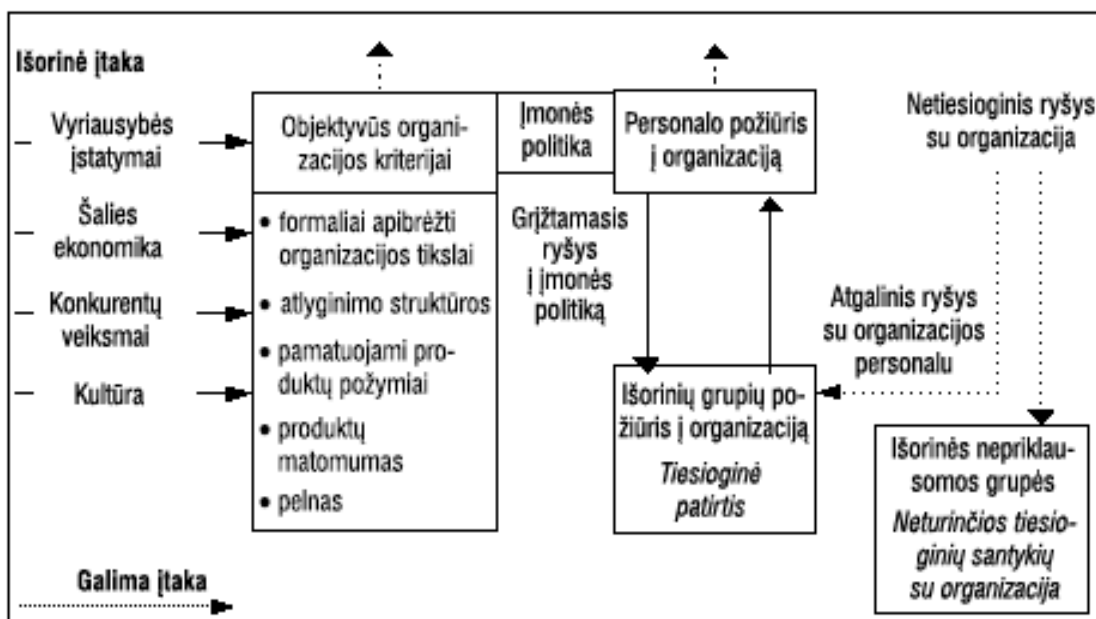 Išorinė įtaka
Vyriausybės
įstatymai
Šalies
ekonomika
Konkurentų
veiksmai
Kultūra
Galima įtaka
Objektyvūs organi-
zacijos kriterijai
• formaliai apibrėžti
organizacijos tikslai
• atlyginimo struktūros
• pamatuojami pro-
duktų požymiai
• produktų
matomumas
• pelnas
Įmonės
politika
Grįžtamasis
ryšys
į įmonės
politiką
Personalo požiūris
į organizaciją
Išorinių grupių po-
žiūris į organizaciją
Tiesioginė
patirtis
Netiesioginis ryšys
su organizacija
Atgalinis ryšys
su organizacijos
personalu
Išorinės nepriklau-
somos grupės
Neturinčios tiesio-
ginių santykių
su organizacija